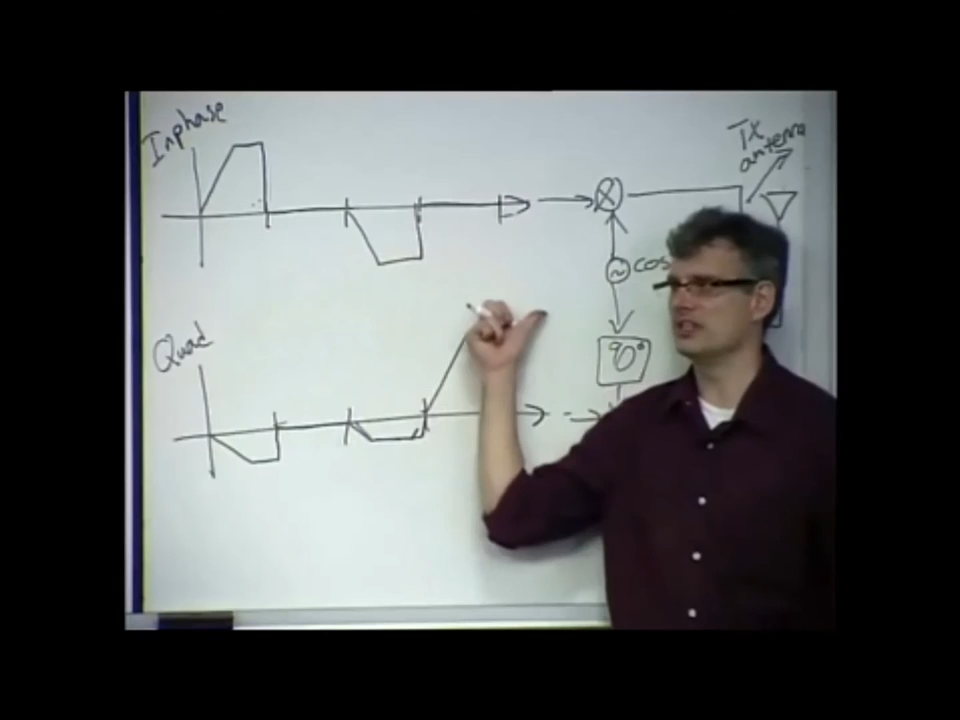 Inphase
Tx
antenna
cos
Quad
90°